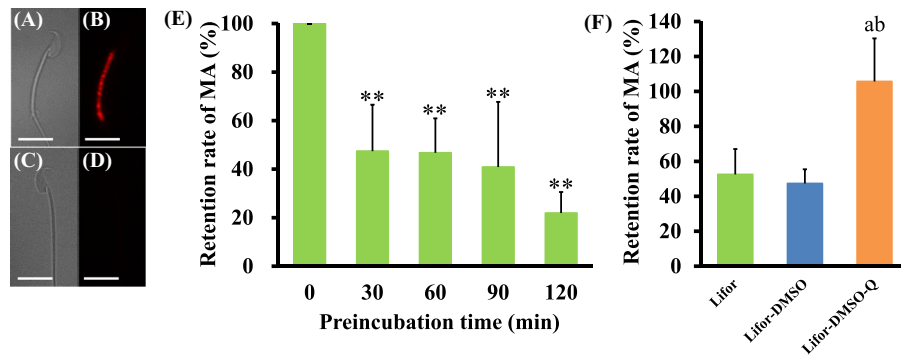 (A)
(B)
(C)
(D)
(E)
Retention rate of MA (%)
100
80
60
40
20
0
**
**
**
**
0 30 60 90 120
Preincubation time (min)
(F)
Retention rate of MA (%)
140
120
100
80
60
40
20
0
ab
Lifor
Lifor-DMSO
Lifor-DMSO-Q